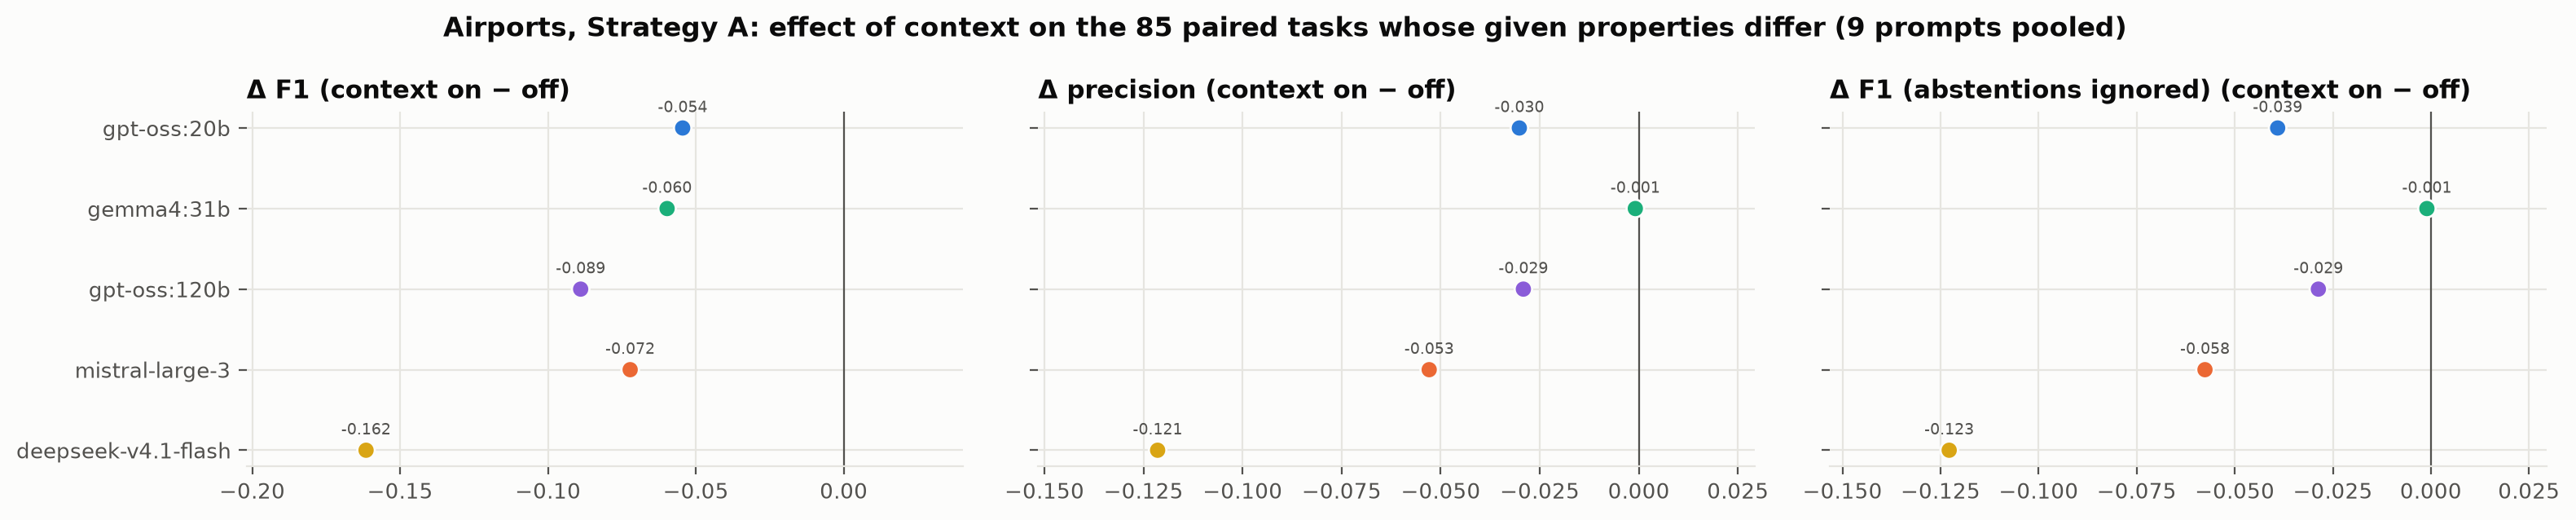 Airports, Strategy A: effect of context on the 85 paired tasks whose given properties differ (9 prompts pooled)
Δ F1 (context on − off)
Δ precision (context on − off)
Δ F1 (abstentions ignored) (context on − off)
gpt-oss:20b
-0.054
-0.030
-0.039
gemma4:31b
-0.060
-0.001
-0.001
gpt-oss:120b
-0.089
-0.029
-0.029
mistral-large-3
-0.072
-0.053
-0.058
deepseek-v4.1-flash
-0.162
-0.121
-0.123
−0.20 −0.15 −0.10 −0.05 0.00
−0.150 −0.125 −0.100 −0.075 −0.050 −0.025 0.000 0.025
−0.150 −0.125 −0.100 −0.075 −0.050 −0.025 0.000 0.025